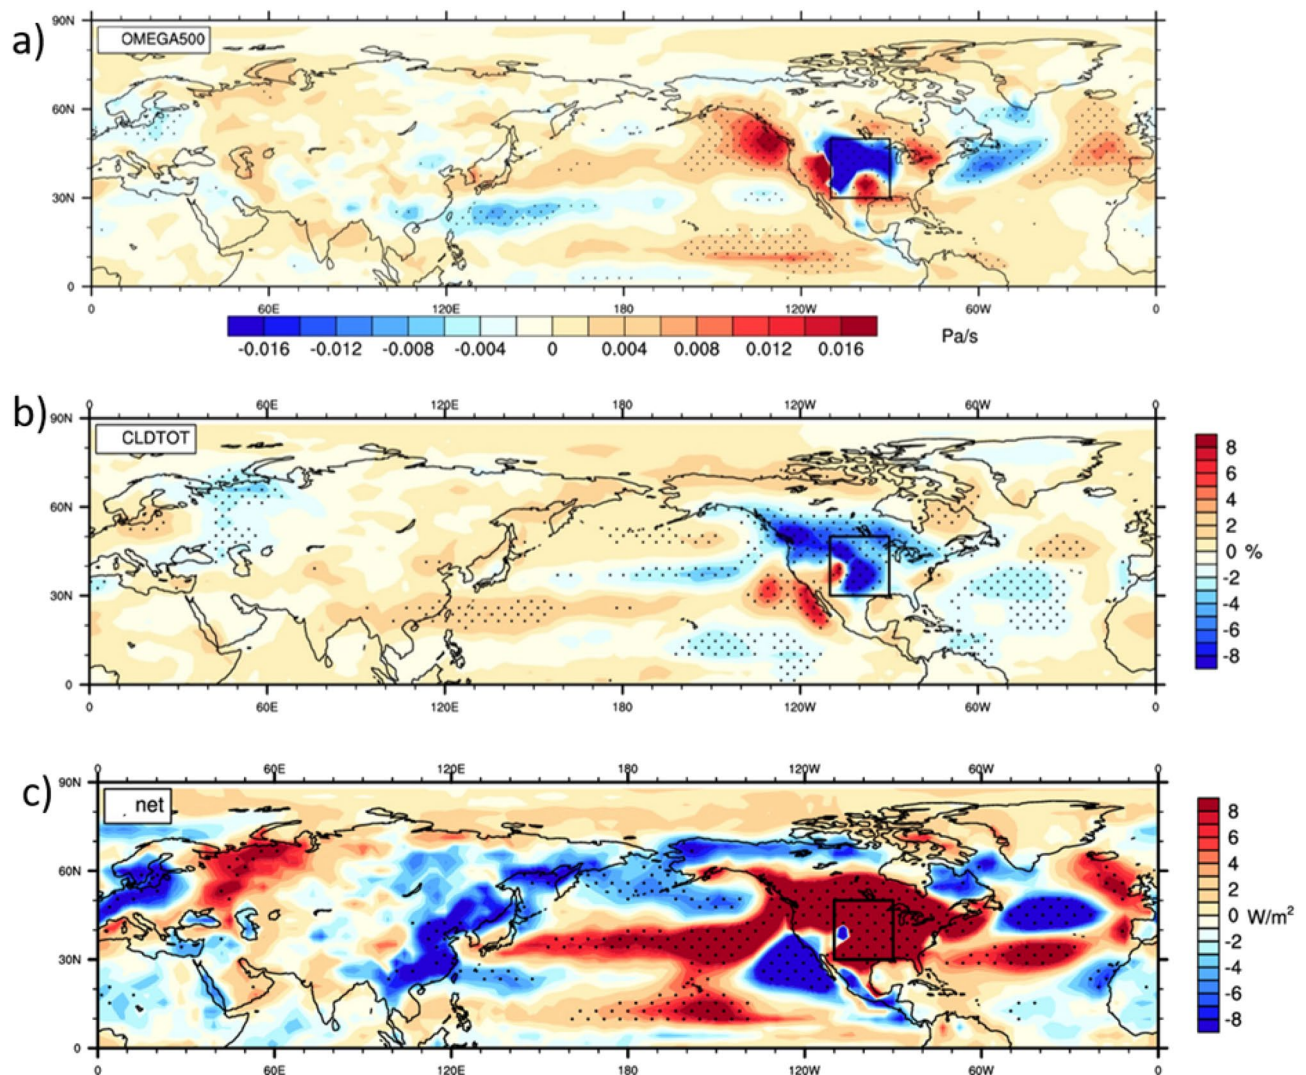 a)
OMEGA500
90N
60N
30N
0
0 60E 120E 180 120W 60W 0
-0.016 -0.012 -0.008 -0.004 0 0.004 0.008 0.012 0.016
Pa/s
b)
0 60E 120E 180 120W 60W 0
CLDTOT
90N
60N
30N
0
0 60E 120E 180 120W 60W 0
8
6
4
2
0 %
-2
-4
-6
-8
c)
0 60E 120E 180 120W 60W 0
net
90N
60N
30N
0
0 60E 120E 180 120W 60W 0
8
6
4
2
0 W/m²
-2
-4
-6
-8